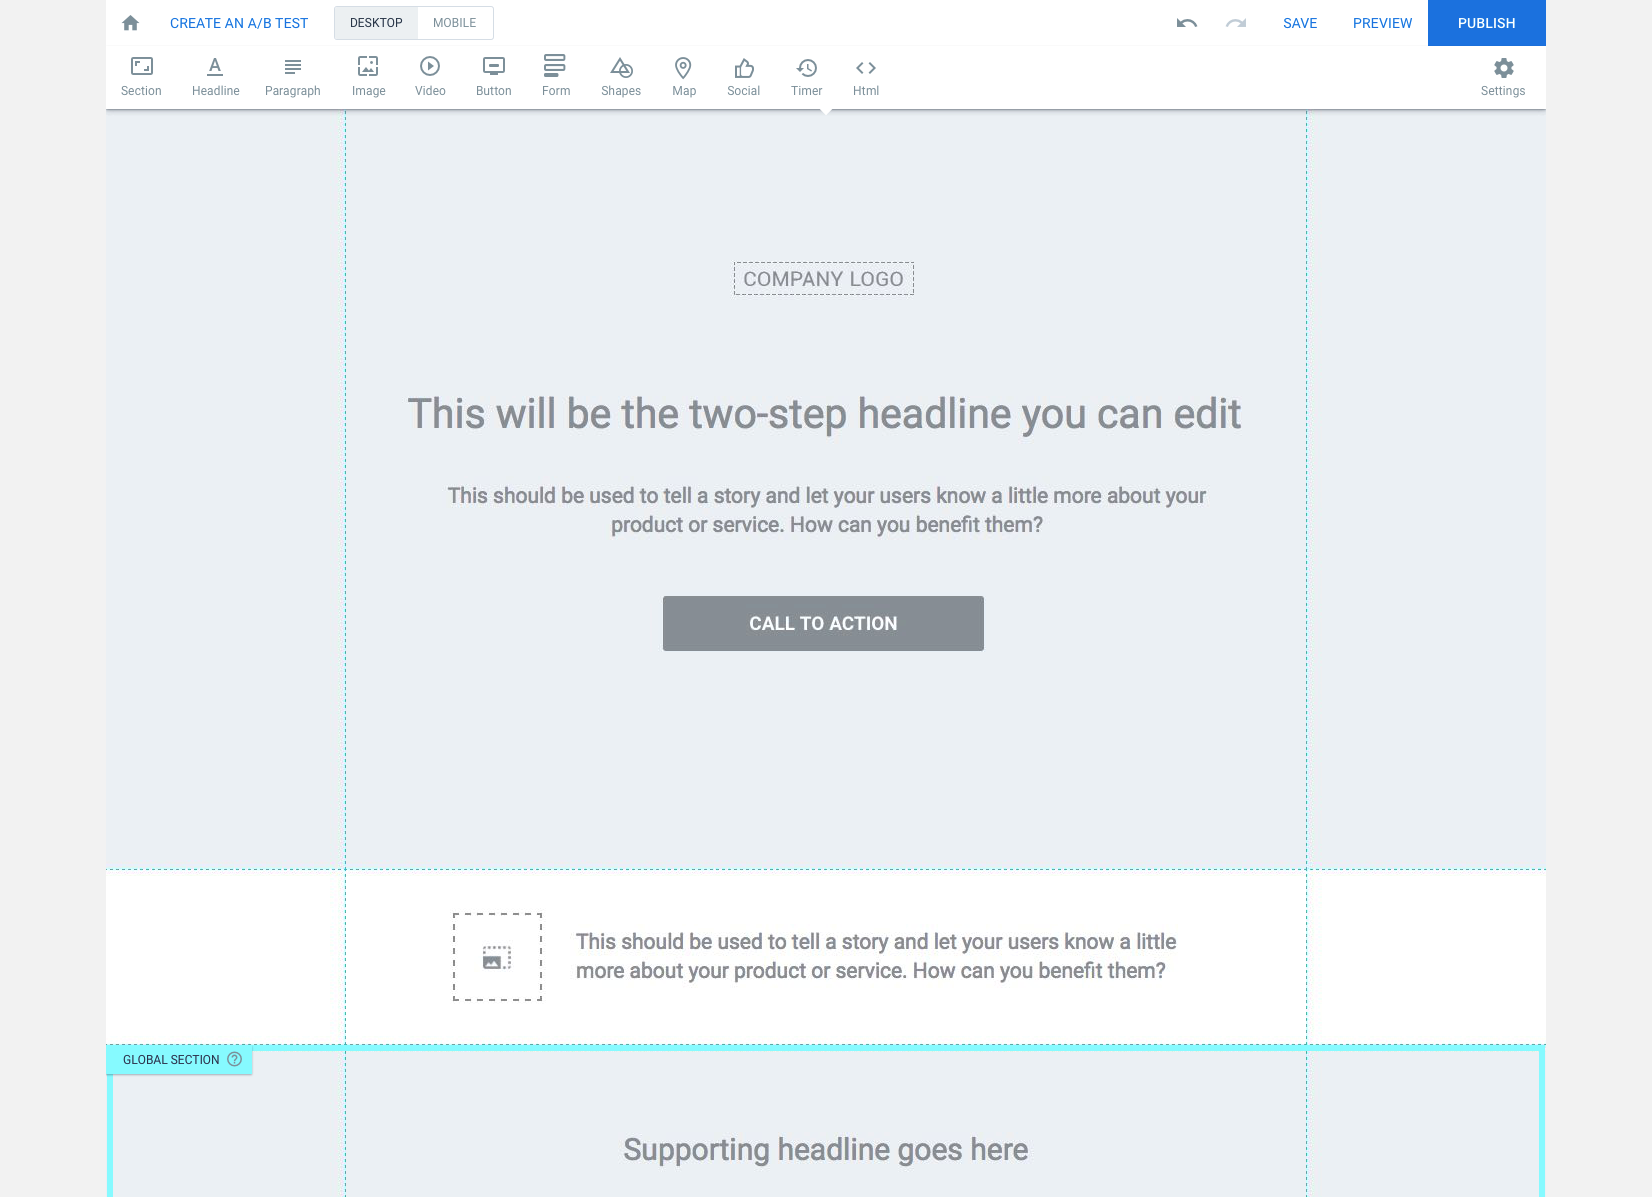 CREATE AN A/B TEST
DESKTOP
MOBILE
SAVE
PREVIEW
PUBLISH
Section
Headline
Paragraph
Image
Video
Button
Form
Shapes
Map
Social
Timer
Html
Settings
COMPANY LOGO
This will be the two-step headline you can edit
This should be used to tell a story and let your users know a little more about your
product or service. How can you benefit them?
CALL TO ACTION
This should be used to tell a story and let your users know a little
more about your product or service. How can you benefit them?
GLOBAL SECTION ?
Supporting headline goes here